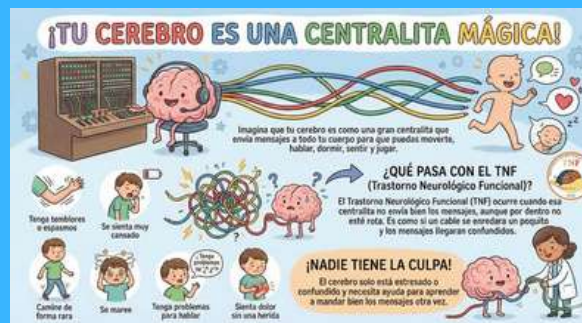 ¡TU CEREBRO ES UNA CENTRALITA MÁGICA!
Imagina que tu cerebro es como una gran centralita que
envía mensajes a todo tu cuerpo para que puedas moverte,
hablar, dormir, sentir y jugar.
¿QUÉ PASA CON EL TNF
(Trastorno Neurológico Funcional)?
El Trastorno Neurológico Funcional (TNF) ocurre cuando esa
centralita no envía bien los mensajes, aunque por dentro no
esté rota. Es como si un cable se enredara un poquito
y los mensajes llegaran confundidos.
Tenga temblores
o espasmos
Se sienta muy
cansado
Camine de
forma rara
Se maree
Tenga problemas
para hablar
Sienta dolor
sin una herida
¡NADIE TIENE LA CULPA!
El cerebro solo está estresado o
confundido y necesita ayuda para aprender
a mandar bien los mensajes otra vez.